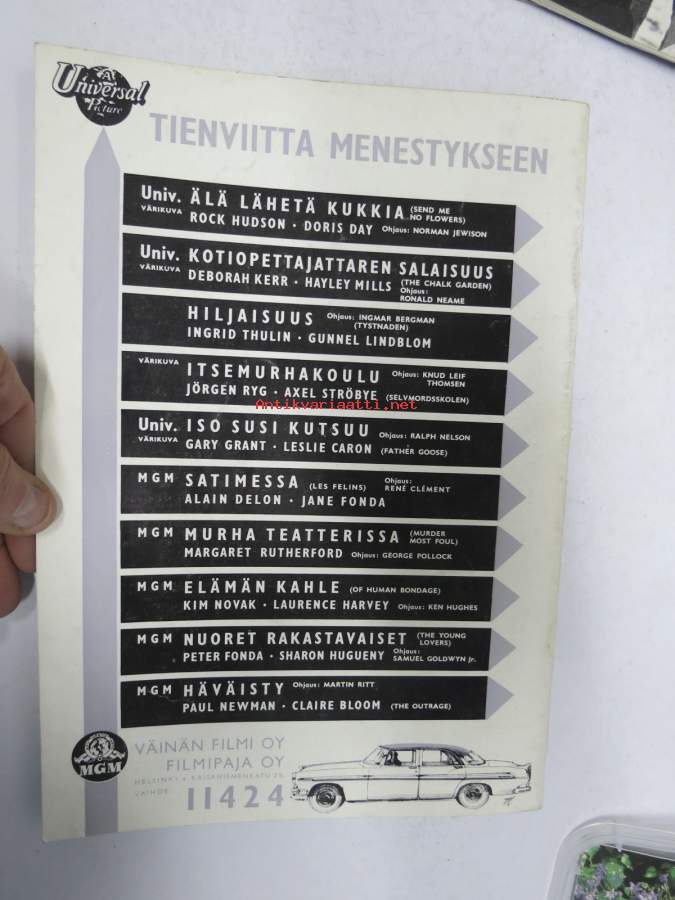 A
Universal
Picture
TIENVIITTA MENESTYKSEEN
Univ. ÄLÄ LÄHETÄ KUKKIA (SEND ME NO FLOWERS)
VÄRIKUVA ROCK HUDSON · DORIS DAY Ohjaus: NORMAN JEWISON
Univ. KOTIOPETTAJATTAREN SALAISUUS
VÄRIKUVA DEBORAH KERR · HAYLEY MILLS (THE CHALK GARDEN)
Ohjaus:
RONALD NEAME
HILJAISUUS Ohjaus: INGMAR BERGMAN
(TYSTNADEN)
INGRID THULIN · GUNNEL LINDBLOM
VÄRIKUVA ITSEMURHAKOULU Ohjaus: KNUD LEIF THOMSEN
JÖRGEN RYG · AXEL STRÖBYE (SELVMORDSSKOLEN)
Antikvariaatti.net
Univ. ISO SUSI KUTSUU Ohjaus: RALPH NELSON
VÄRIKUVA GARY GRANT · LESLIE CARON (FATHER GOOSE)
MGM SATIMESSA (LES FELINS) Ohjaus: RENÉ CLÉMENT
ALAIN DELON · JANE FONDA
MGM MURHA TEATTERISSA (MURDER MOST FOUL)
MARGARET RUTHERFORD Ohjaus: GEORGE POLLOCK
MGM ELÄMÄN KAHLE (OF HUMAN BONDAGE)
KIM NOVAK · LAURENCE HARVEY Ohjaus: KEN HUGHES
MGM NUORET RAKASTAVAISET (THE YOUNG LOVERS)
PETER FONDA · SHARON HUGUENY Ohjaus: SAMUEL GOLDWYN Jr.
MGM HÄVÄISTY Ohjaus: MARTIN RITT
PAUL NEWMAN · CLAIRE BLOOM (THE OUTRAGE)
MGM
VÄINÄN FILMI OY
FILMIPAJA OY
HELSINKI
VAIHDE 11424